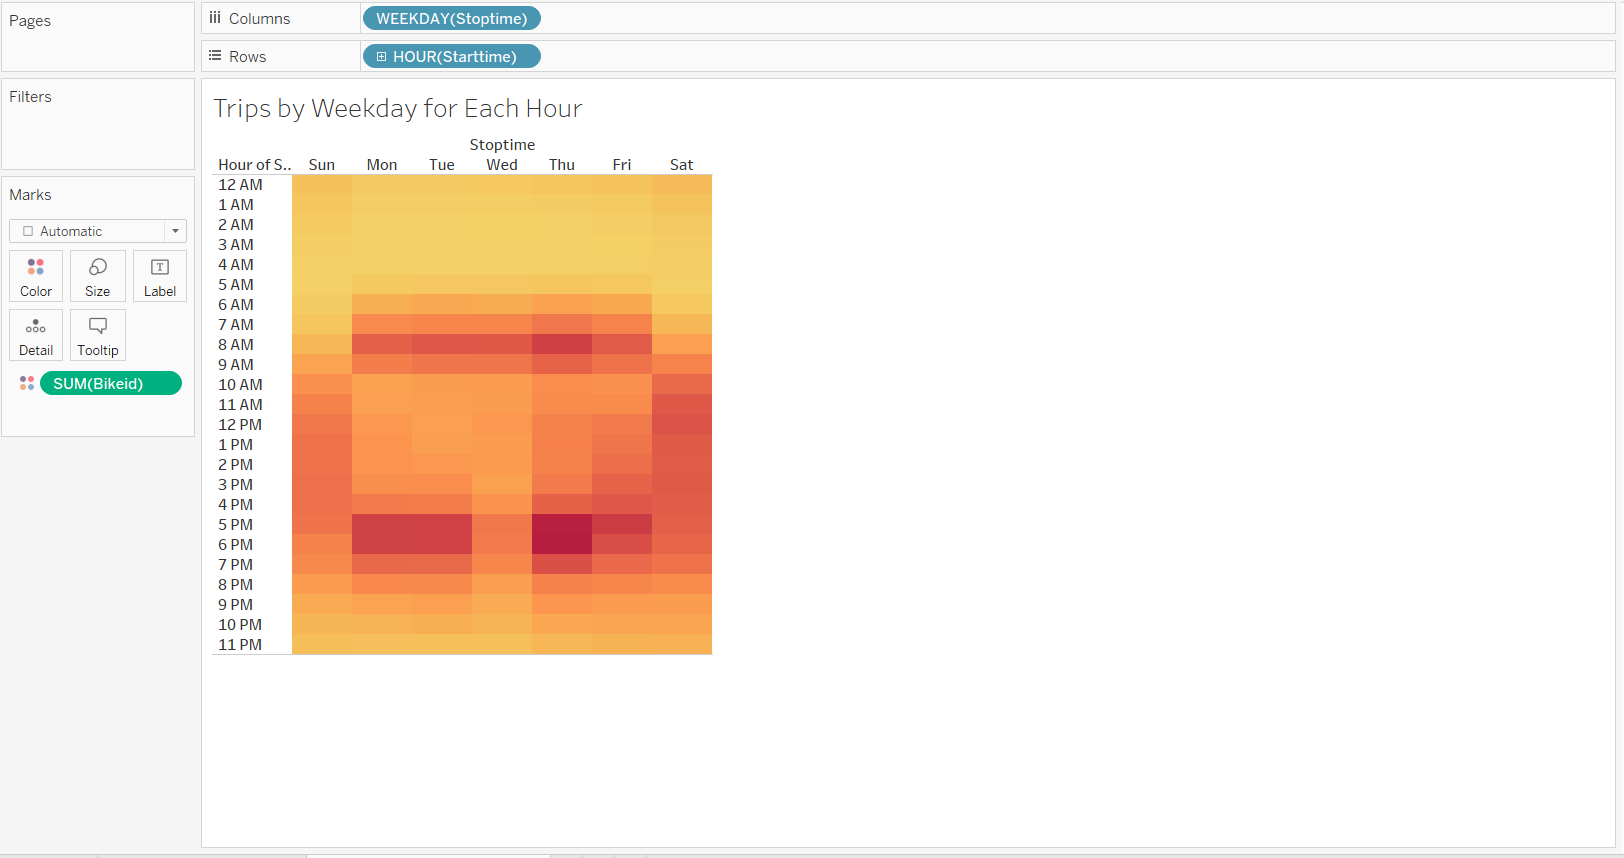 Pages
Columns
WEEKDAY(Stoptime)
Rows
HOUR(Starttime)
Filters
Marks
Automatic
Color
Size
Label
Detail
Tooltip
SUM(Bikeid)
Trips by Weekday for Each Hour
Stoptime
Hour of S.. Sun Mon Tue Wed Thu Fri Sat
12 AM
1 AM
2 AM
3 AM
4 AM
5 AM
6 AM
7 AM
8 AM
9 AM
10 AM
11 AM
12 PM
1 PM
2 PM
3 PM
4 PM
5 PM
6 PM
7 PM
8 PM
9 PM
10 PM
11 PM